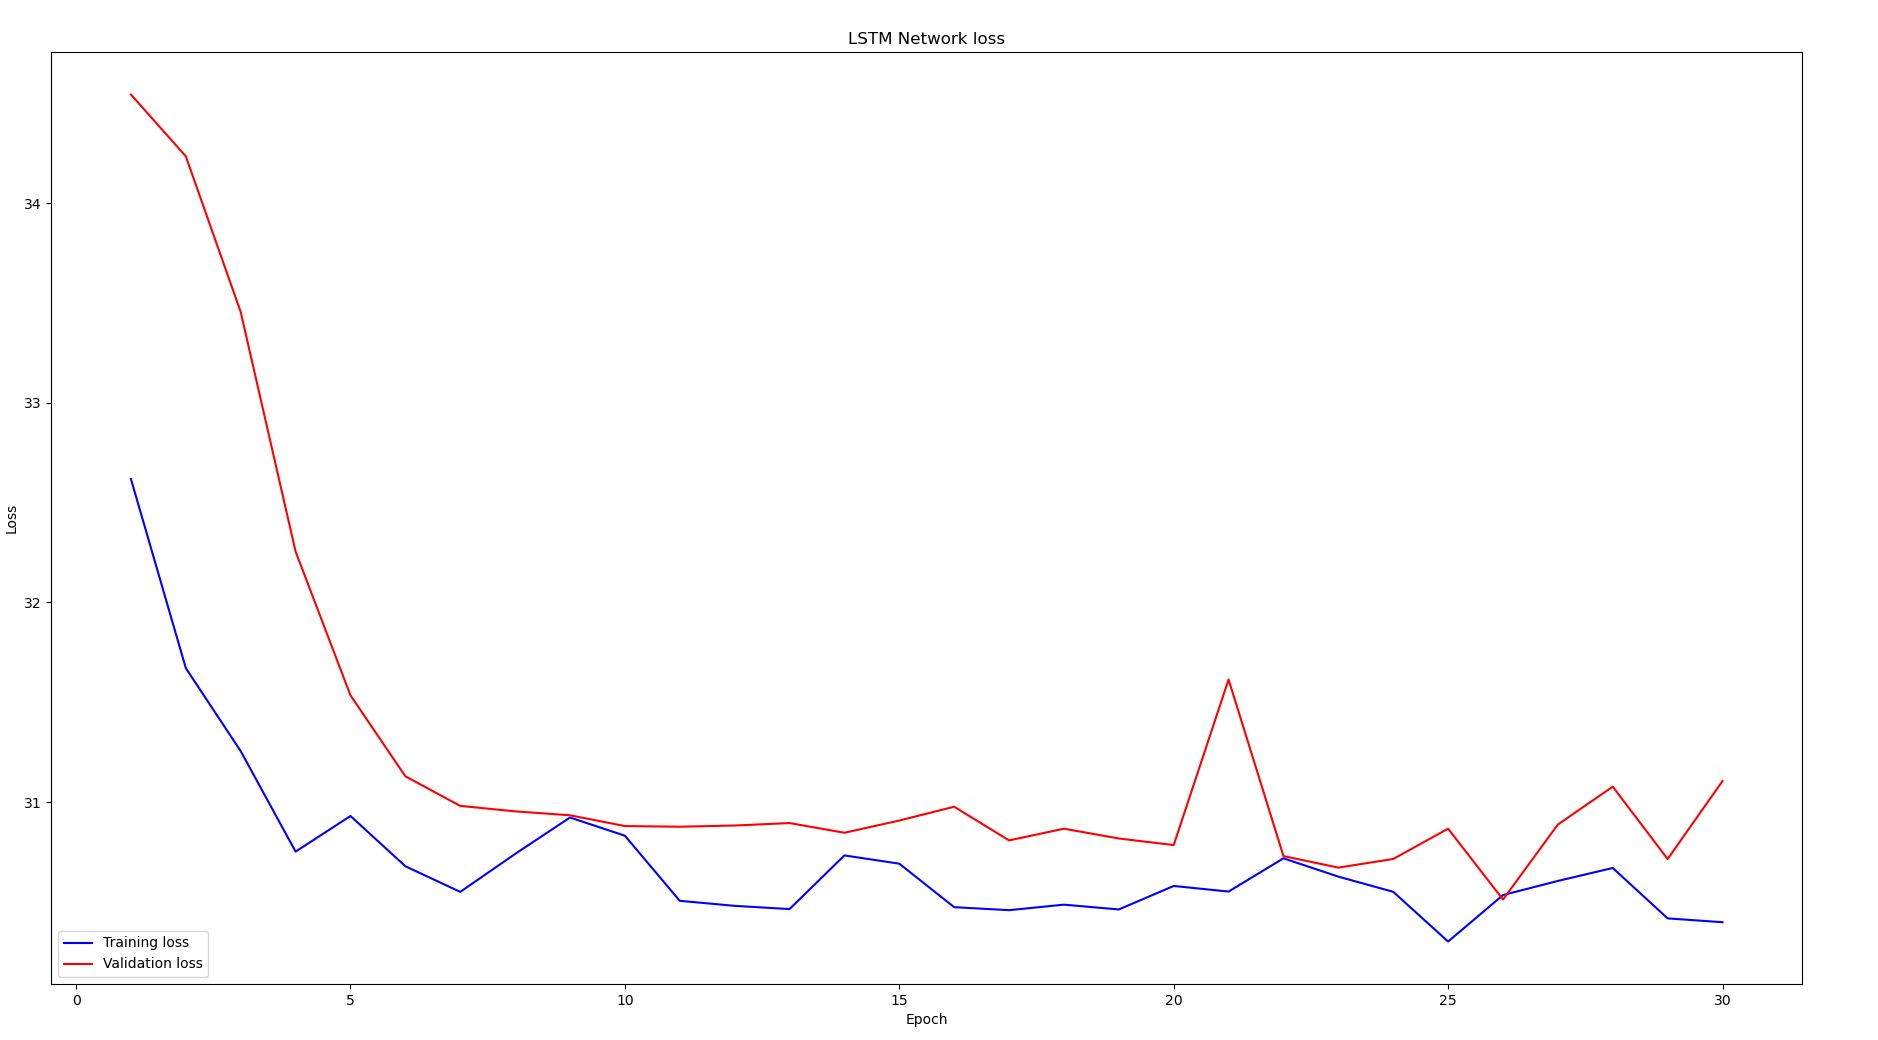 LSTM Network loss
34
33
32
31
Loss
Training loss
Validation loss
0 5 10 15 20 25 30
Epoch